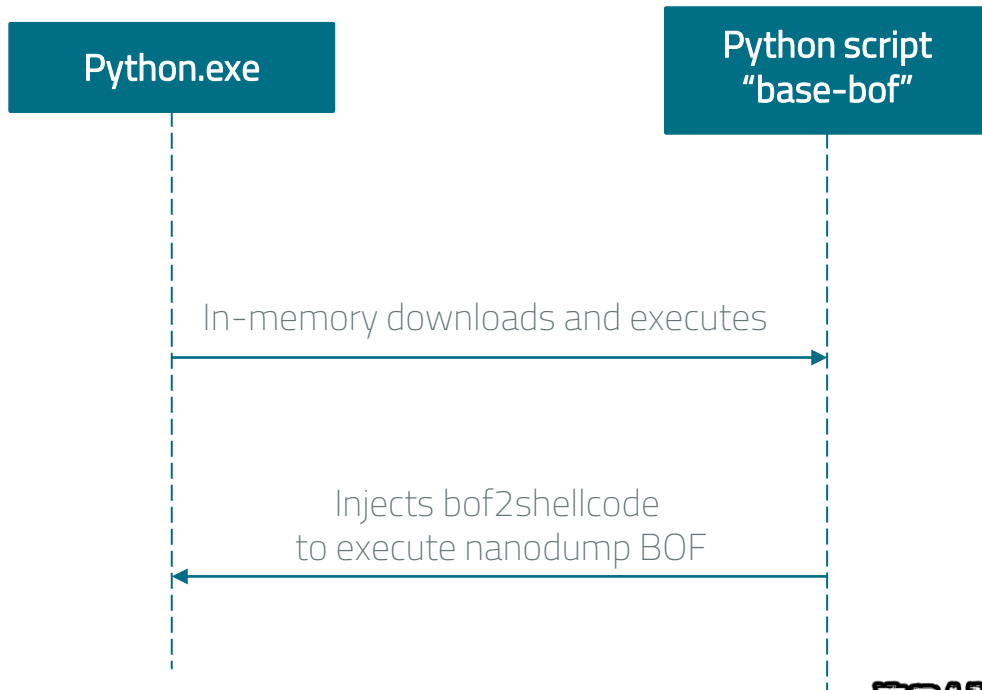 Python.exe
Python script
“base-bof”
In-memory downloads and executes
Injects bof2shellcode
to execute nanodump BOF